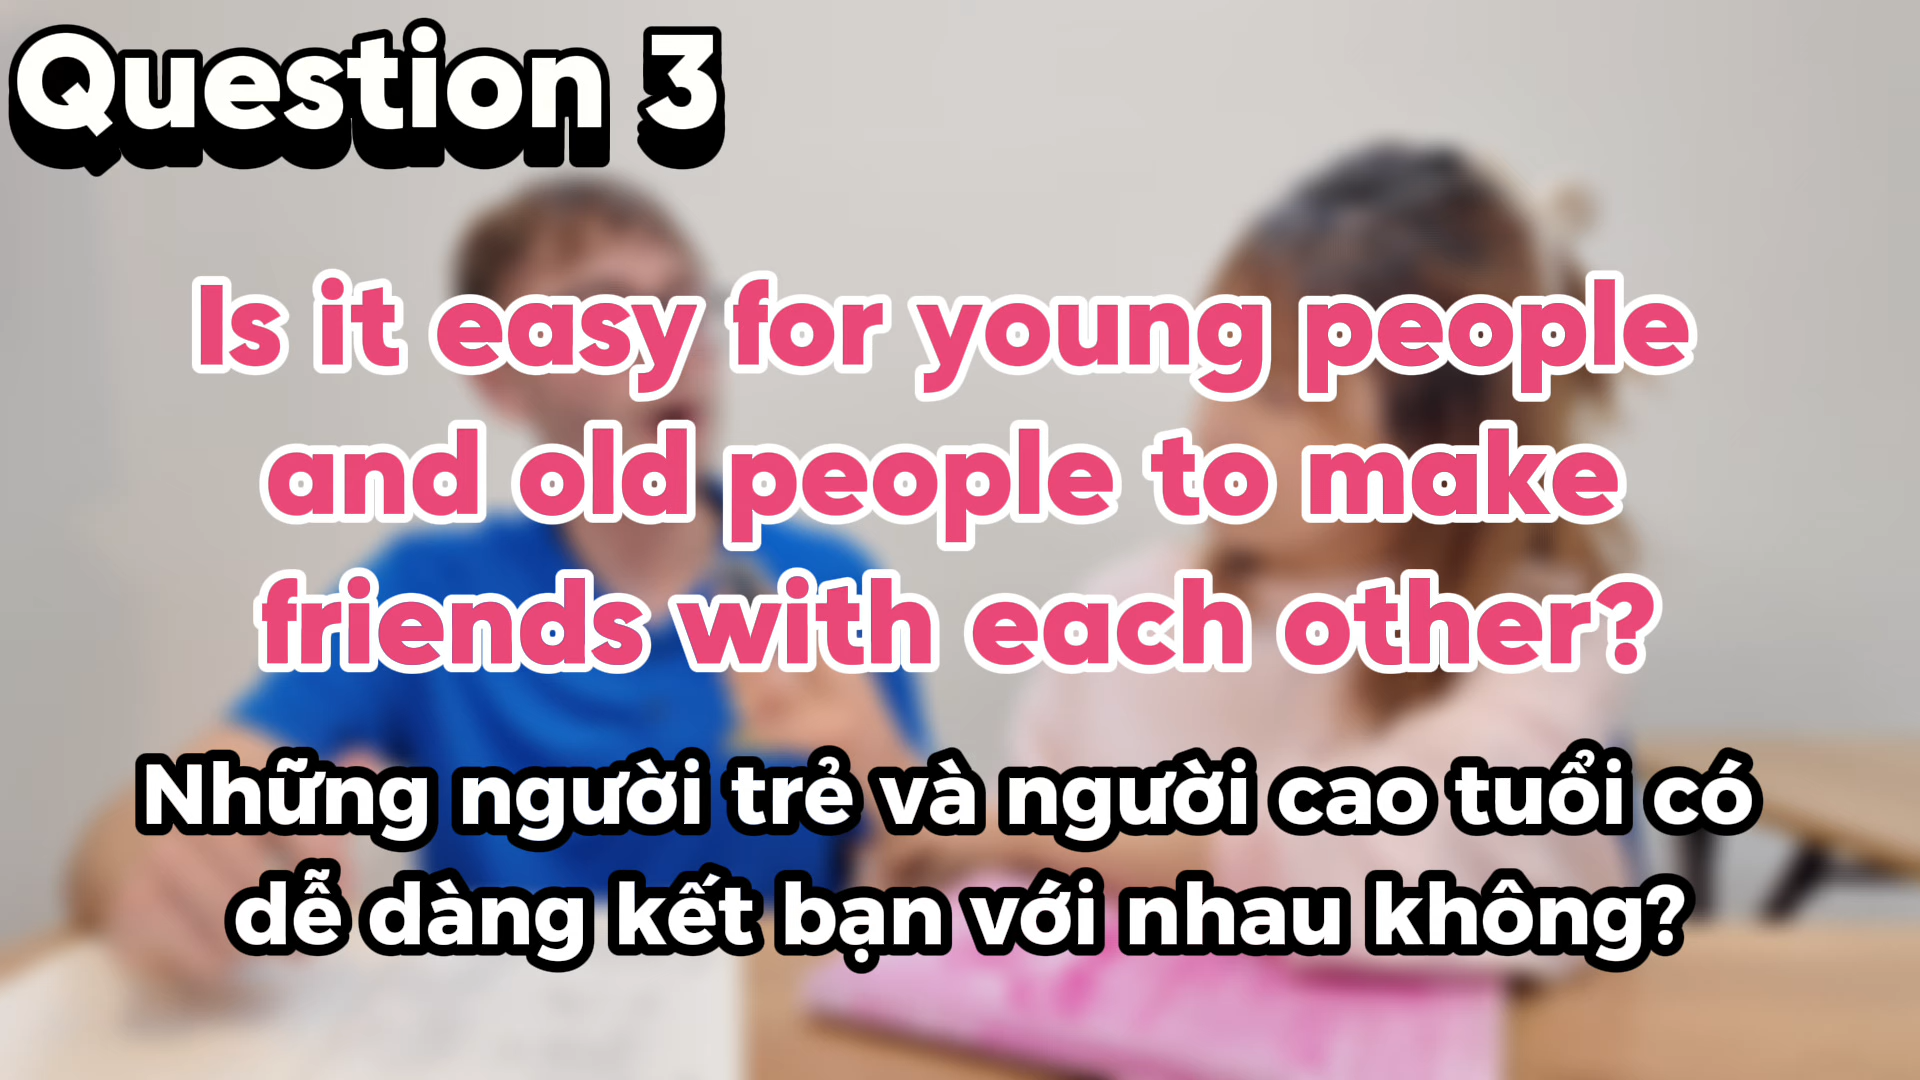 Question 3
Is it easy for young people
and old people to make
friends with each other?
Những người trẻ và người cao tuổi có
dễ dàng kết bạn với nhau không?